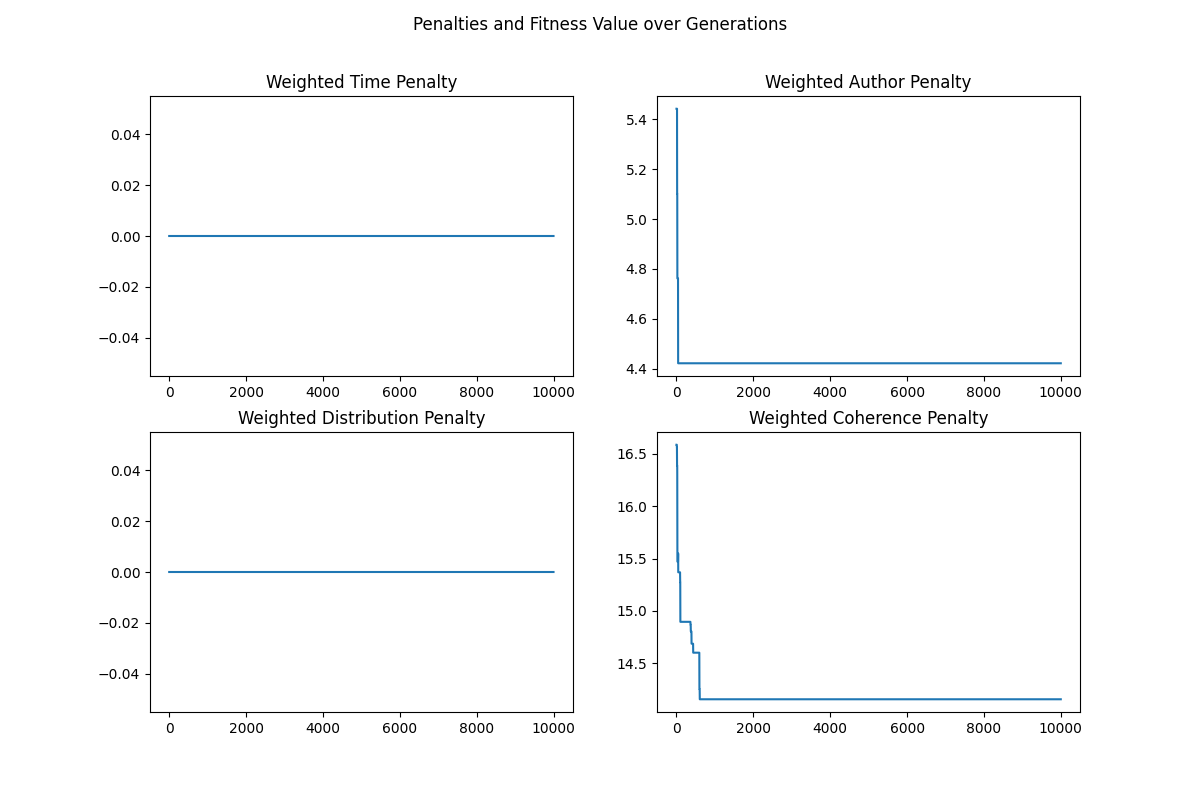 Penalties and Fitness Value over Generations
Weighted Time Penalty
0.04
0.02
0.00
−0.02
−0.04
0 2000 4000 6000 8000 10000
Weighted Author Penalty
5.4
5.2
5.0
4.8
4.6
4.4
0 2000 4000 6000 8000 10000
Weighted Distribution Penalty
0.04
0.02
0.00
−0.02
−0.04
0 2000 4000 6000 8000 10000
Weighted Coherence Penalty
16.5
16.0
15.5
15.0
14.5
0 2000 4000 6000 8000 10000